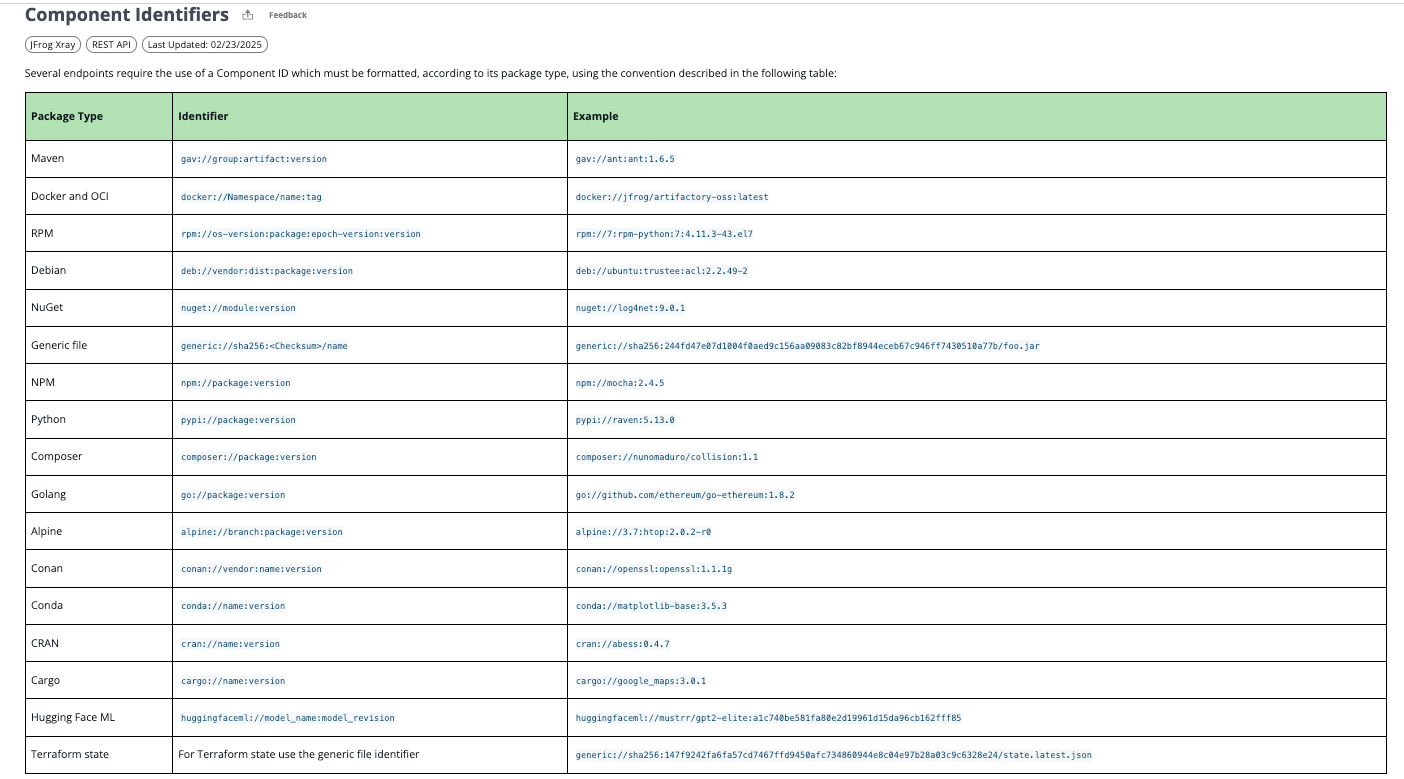 Component Identifiers Feedback
JFrog Xray REST API Last Updated: 02/23/2025
Several endpoints require the use of a Component ID which must be formatted, according to its package type, using the convention described in the following table:
Package Type Identifier Example
Maven gav://group:artifact:version gav://ant:ant:1.6.5
Docker and OCI docker://Namespace/name:tag docker://jfrog/artifactory-oss:latest
RPM rpm://os-version:package:epoch-version:version rpm://7:rpm-python:7:4.11.3-43.el7
Debian deb://vendor:dist:package:version deb://ubuntu:trustee:acl:2.2.49-2
NuGet nuget://module:version nuget://log4net:9.0.1
Generic file generic://sha256:<Checksum>/name generic://sha256:244fd47e07d1004f0aed9c156aa09083c82bf8944eceb67c946ff7430510a77b/foo.jar
NPM npm://package:version npm://mocha:2.4.5
Python pypi://package:version pypi://raven:5.13.0
Composer composer://package:version composer://nunomaduro/collision:1.1
Golang go://package:version go://github.com/ethereum/go-ethereum:1.8.2
Alpine alpine://branch:package:version alpine://3.7:htop:2.0.2-r0
Conan conan://vendor:name:version conan://openssl:openssl:1.1.1g
Conda conda://name:version conda://matplotlib-base:3.5.3
CRAN cran://name:version cran://abess:0.4.7
Cargo cargo://name:version cargo://google_maps:3.0.1
Hugging Face ML huggingfaceml://model_name:model_revision huggingfaceml://mustrr/gpt2-elite:a1c740be581fa80e2d19961d15da96cb162fff85
Terraform state For Terraform state use the generic file identifier generic://sha256:147f9242fa6fa57cd7467ffd9450afc734860944e8c04e97b28a03c9c6328e24/state.latest.json